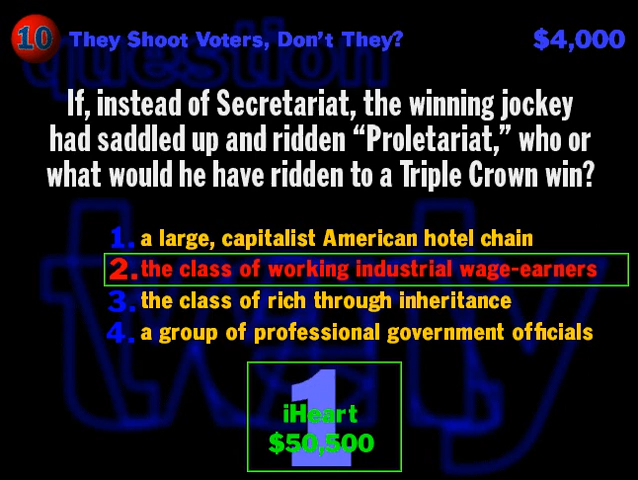 10 They Shoot Voters, Don't They? $4,000
question
If, instead of Secretariat, the winning jockey
had saddled up and ridden “Proletariat,” who or
what would he have ridden to a Triple Crown win?
1. a large, capitalist American hotel chain
2. the class of working industrial wage-earners
3. the class of rich through inheritance
4. a group of professional government officials
1
iHeart
$50,500